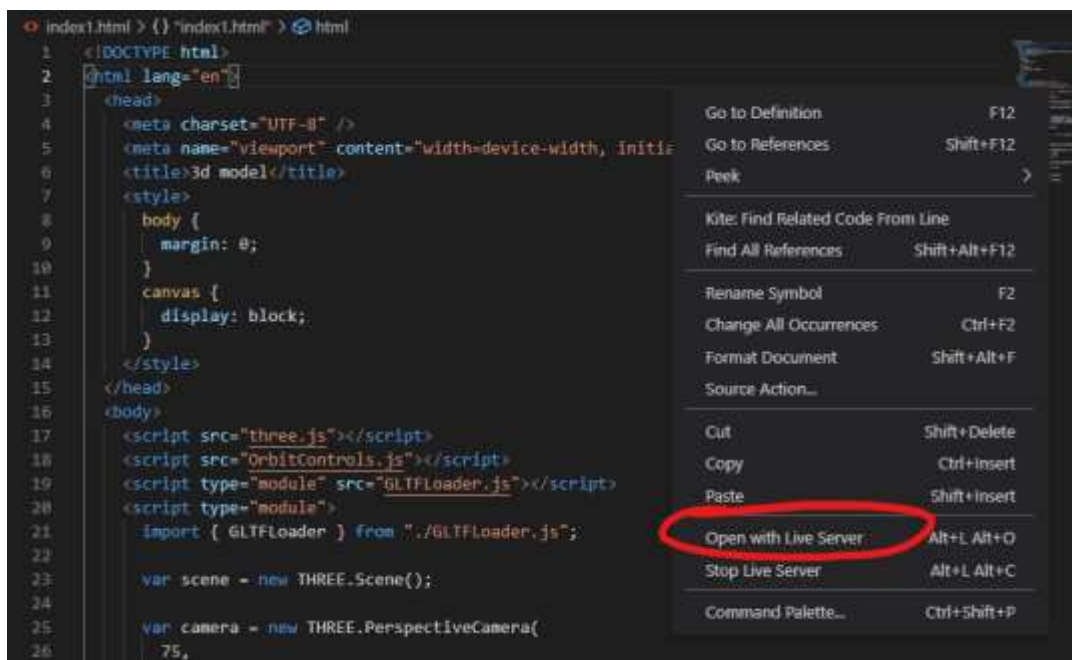 index1.html > {} "index1.html" > html
1 <!DOCTYPE html>
2 <html lang="en">
3 <head>
4 <meta charset="UTF-8" />
5 <meta name="viewport" content="width=device-width, initia
6 <title>3d model</title>
7 <style>
8 body {
9 margin: 0;
10 }
11 canvas {
12 display: block;
13 }
14 </style>
15 </head>
16 <body>
17 <script src="three.js"></script>
18 <script src="OrbitControls.js"></script>
19 <script type="module" src="GLTFLoader.js"></script>
20 <script type="module">
21 import { GLTFLoader } from "./GLTFLoader.js";
22
23 var scene = new THREE.Scene();
24
25 var camera = new THREE.PerspectiveCamera(
26 75,
Go to Definition F12
Go to References Shift+F12
Peek >
Kite: Find Related Code From Line
Find All References Shift+Alt+F12
Rename Symbol F2
Change All Occurrences Ctrl+F2
Format Document Shift+Alt+F
Source Action...
Cut Shift+Delete
Copy Ctrl+Insert
Paste Shift+Insert
Open with Live Server Alt+L Alt+O
Stop Live Server Alt+L Alt+C
Command Palette... Ctrl+Shift+P